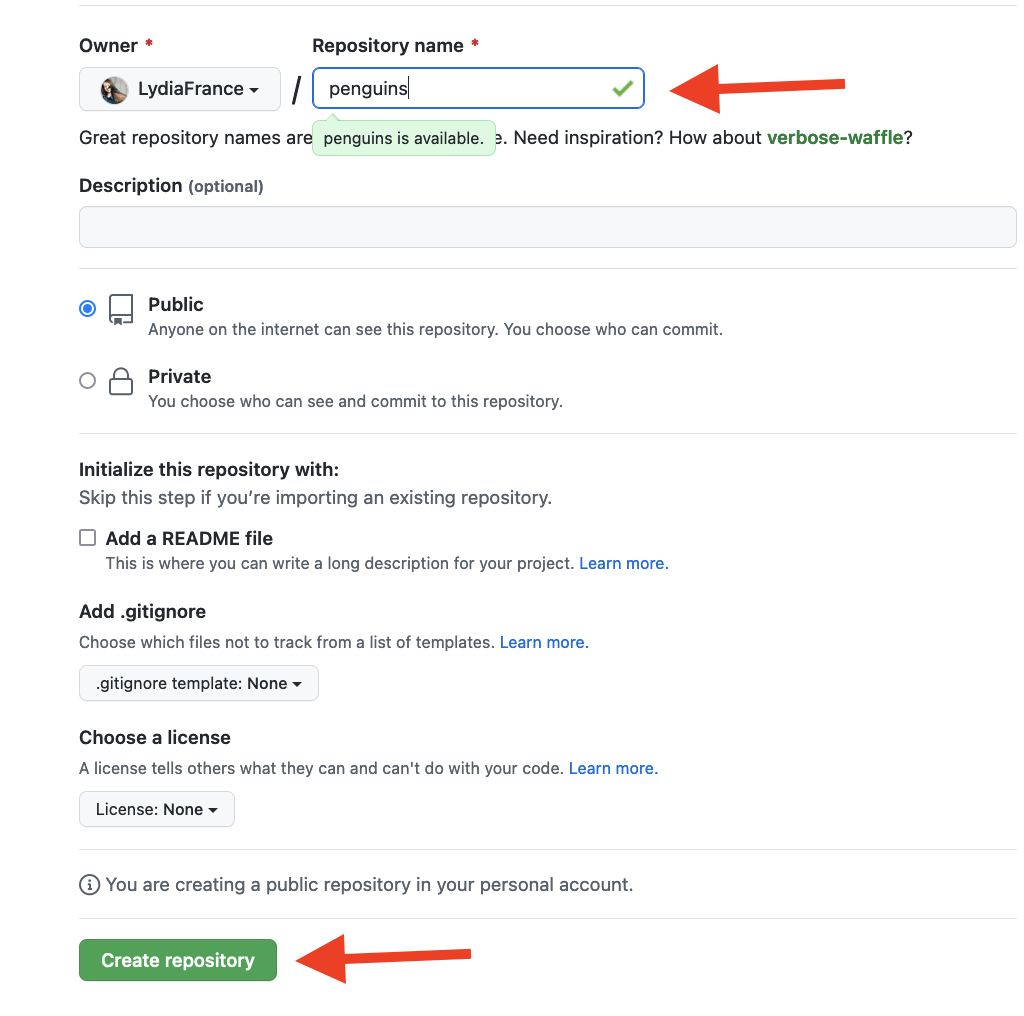 Owner *
Repository name *
LydiaFrance / penguins
Great repository names are
penguins is available.
e. Need inspiration? How about verbose-waffle?
Description (optional)
Public
Anyone on the internet can see this repository. You choose who can commit.
Private
You choose who can see and commit to this repository.
Initialize this repository with:
Skip this step if you’re importing an existing repository.
Add a README file
This is where you can write a long description for your project. Learn more.
Add .gitignore
Choose which files not to track from a list of templates. Learn more.
.gitignore template: None
Choose a license
A license tells others what they can and can't do with your code. Learn more.
License: None
You are creating a public repository in your personal account.
Create repository